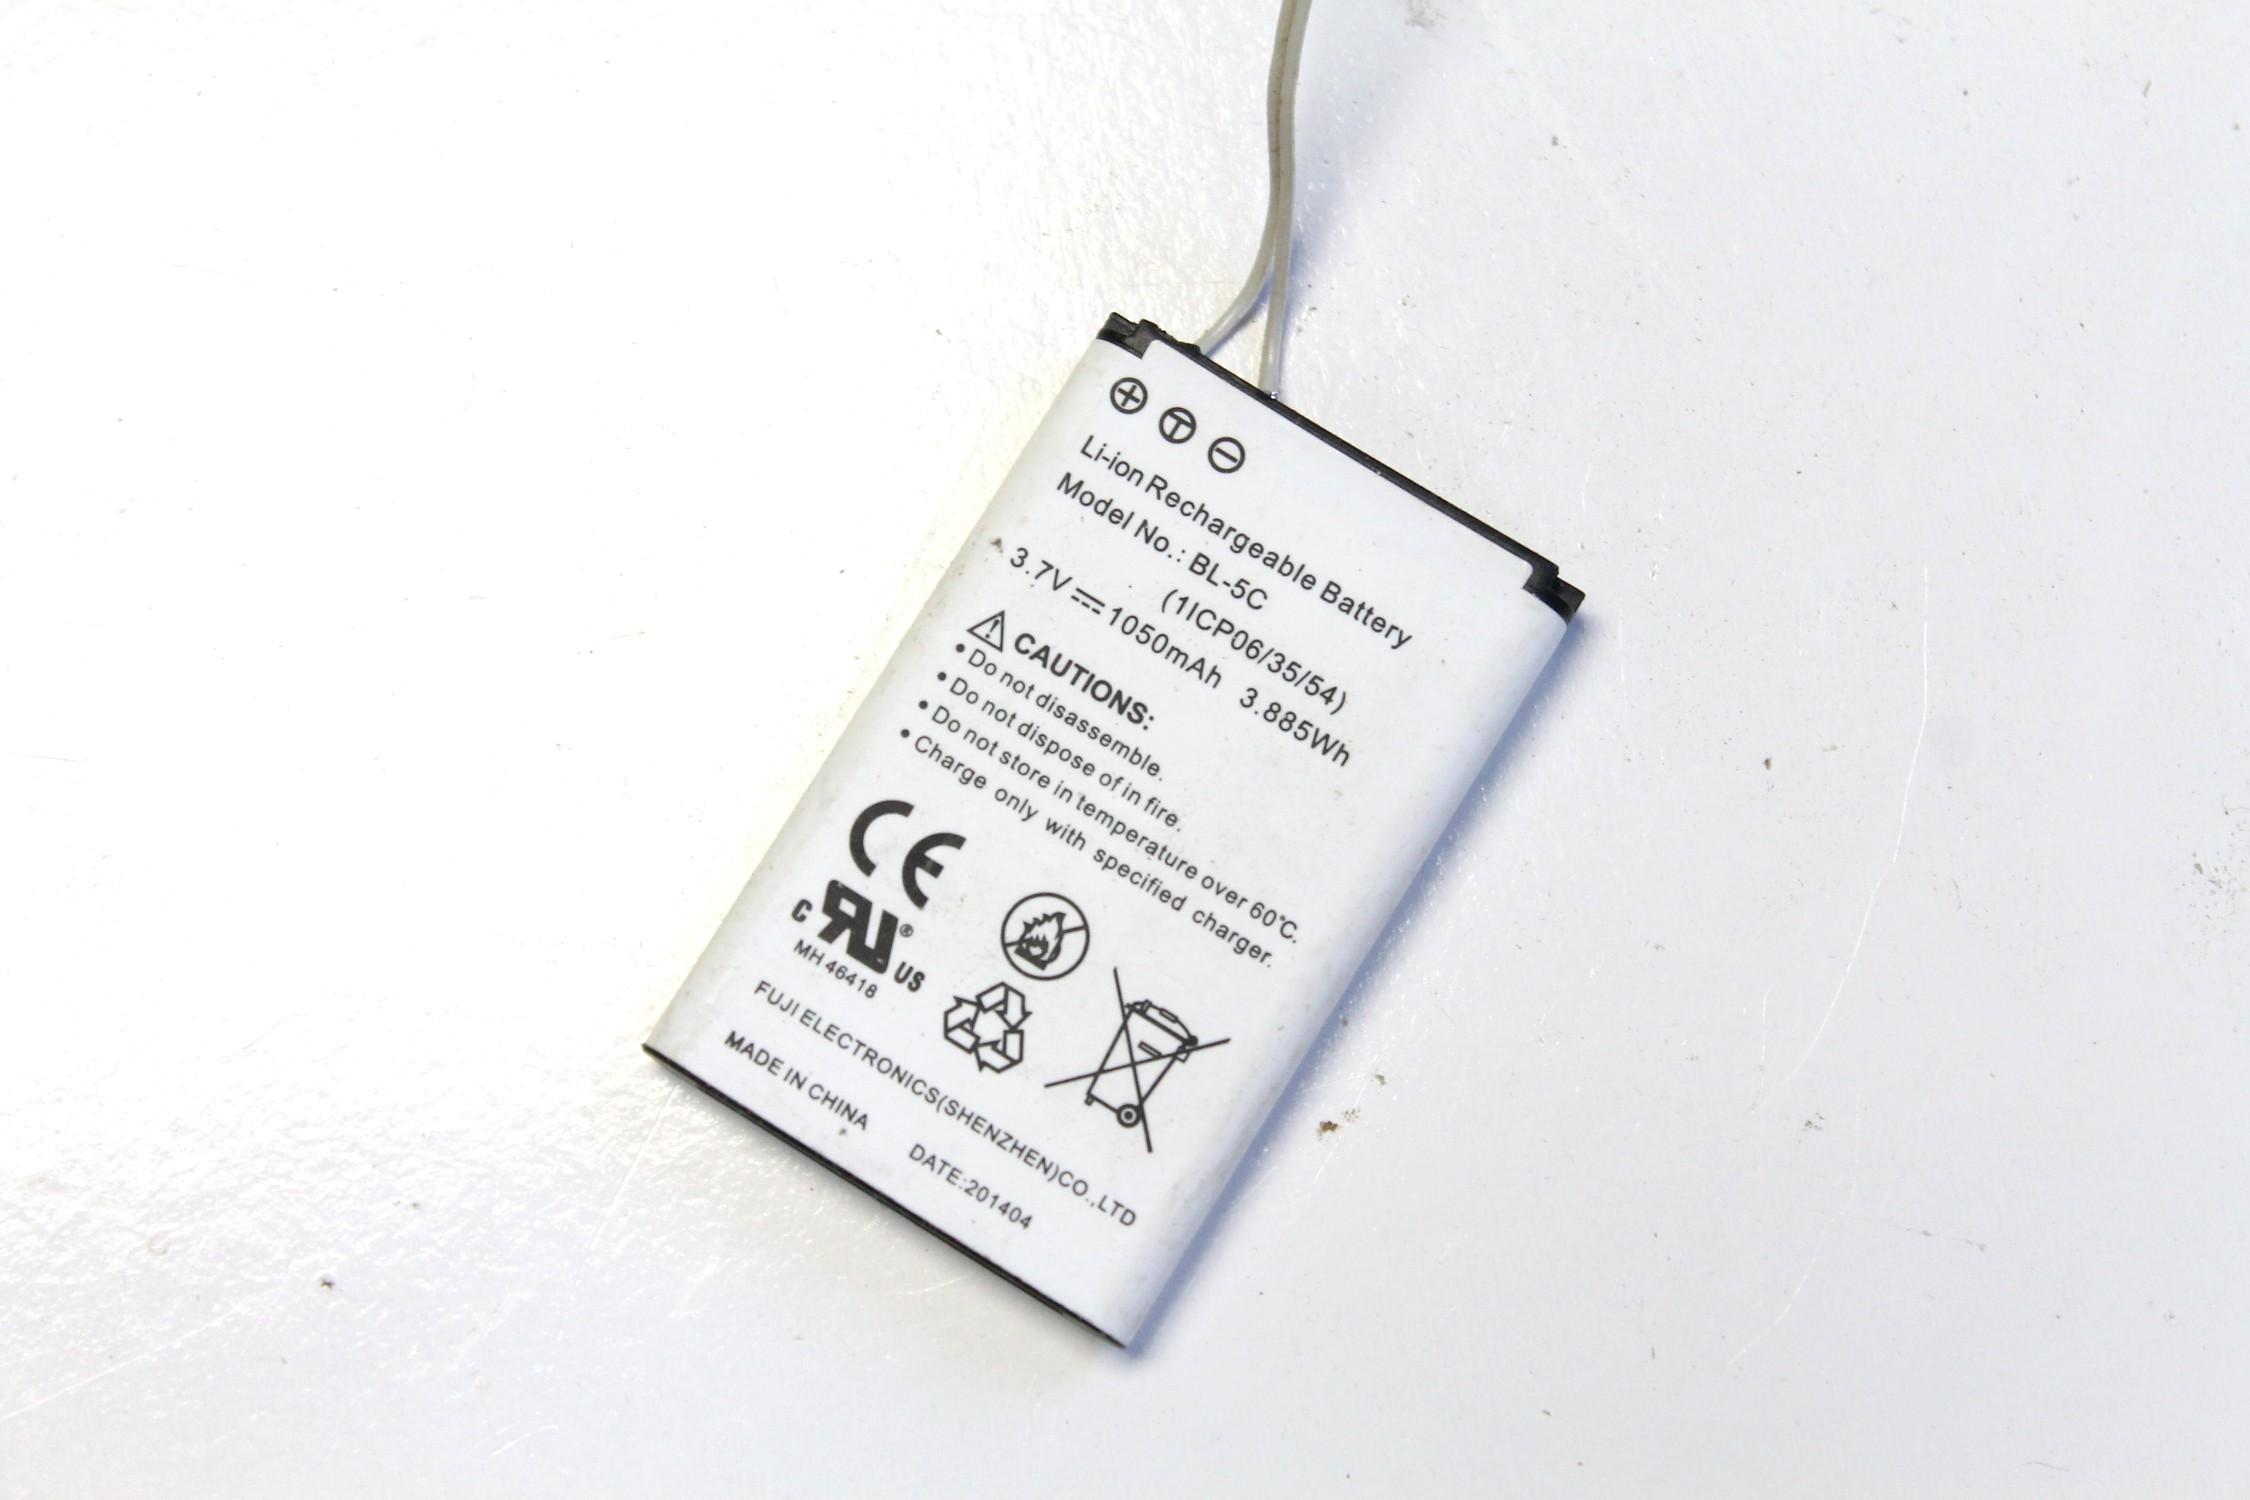 Li-ion Rechargeable Battery
Model No.: BL-5C
(1ICP06/35/54)
3.7V 1050mAh 3.885Wh
CAUTIONS:
• Do not disassemble.
• Do not dispose of in fire.
• Do not store in temperature over 60°C.
• Charge only with specified charger.
CE
C RU® US
MH 46418
FUJI ELECTRONICS(SHENZHEN)CO.,LTD
MADE IN CHINA DATE:201404